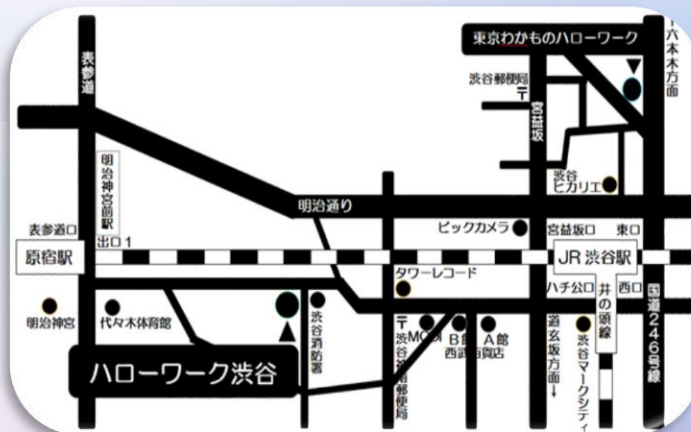 東京わかものハローワーク
六本木方面
表参道
渋谷郵便局
〒
宮益坂
明治神宮前駅
渋谷
ヒカリエ
明治通り
表参道口
出口1
ビックカメラ
宮益坂口
東口
原宿駅
JR 渋谷駅
タワーレコード
ハチ公口
西口
井の頭線
国道246号線
明治神宮
代々木体育館
渋谷消防署
〒
MODI
B館
A館
西武百貨店
道玄坂方面→
渋谷マークシティ
ハローワーク渋谷